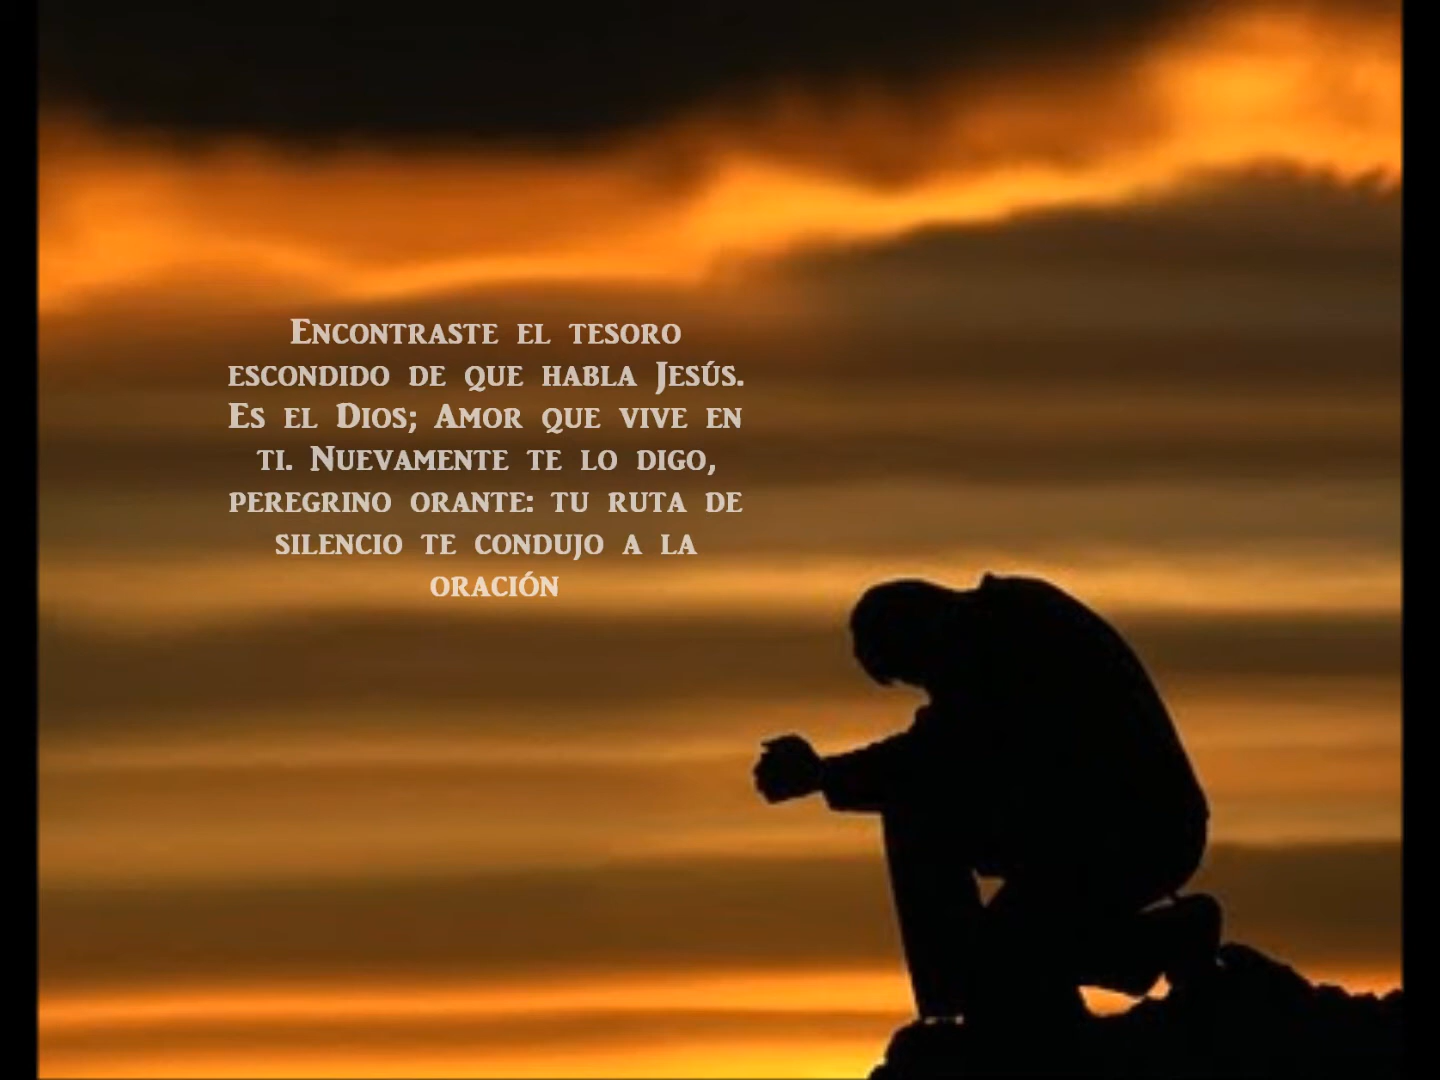 Encontraste el tesoro
escondido de que habla Jesús.
Es el Dios; Amor que vive en
ti. Nuevamente te lo digo,
peregrino orante: tu ruta de
silencio te condujo a la
oración